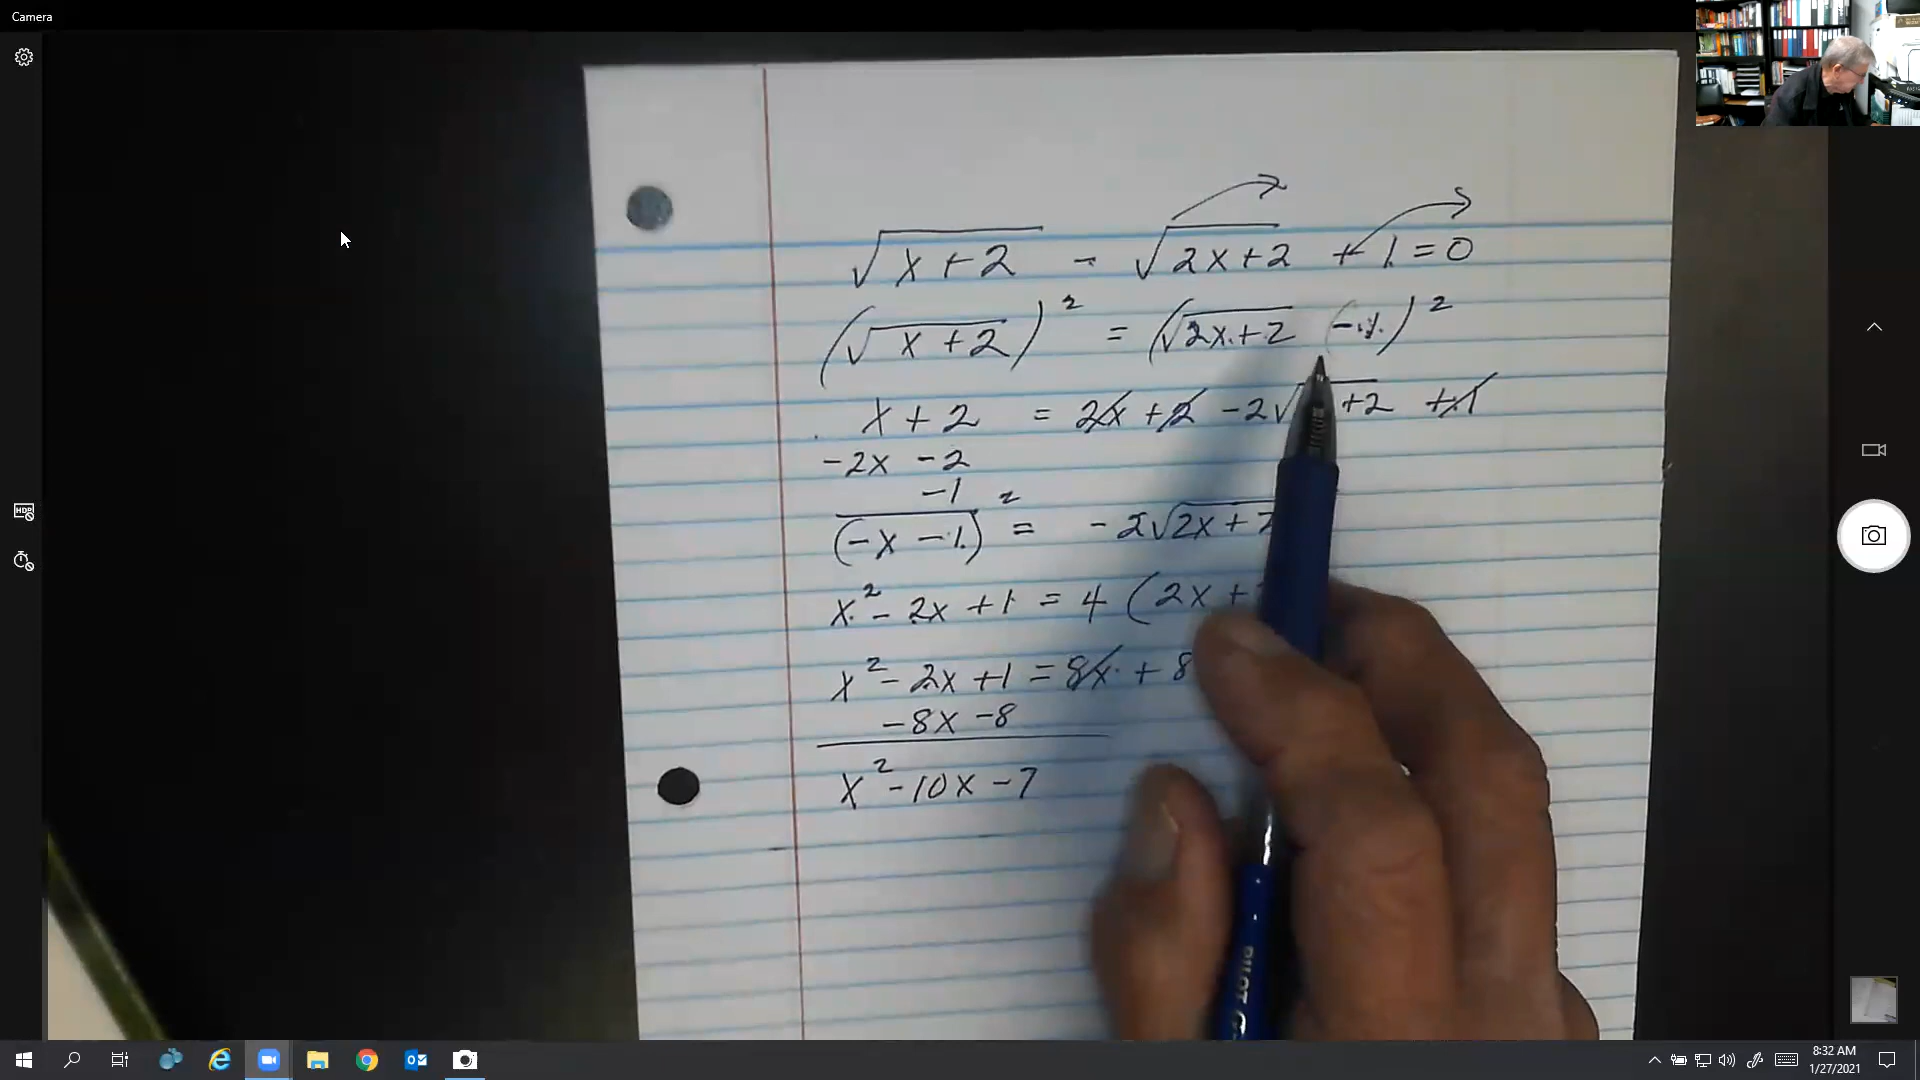 Camera
√x+2 - √2x+2 + 1 = 0
(√x+2)² = (√2x+2 (-1)²
x + 2 = 2x + 2 - 2√ +2 + 1
-2x -2
-1
(-x -1)² = -2√2x+2
x² - 2x + 1 = 4 (2x +
x² - 2x + 1 = 8x + 8
-8x -8
x² - 10x - 7
PILOT G
8:32 AM
1/27/2021